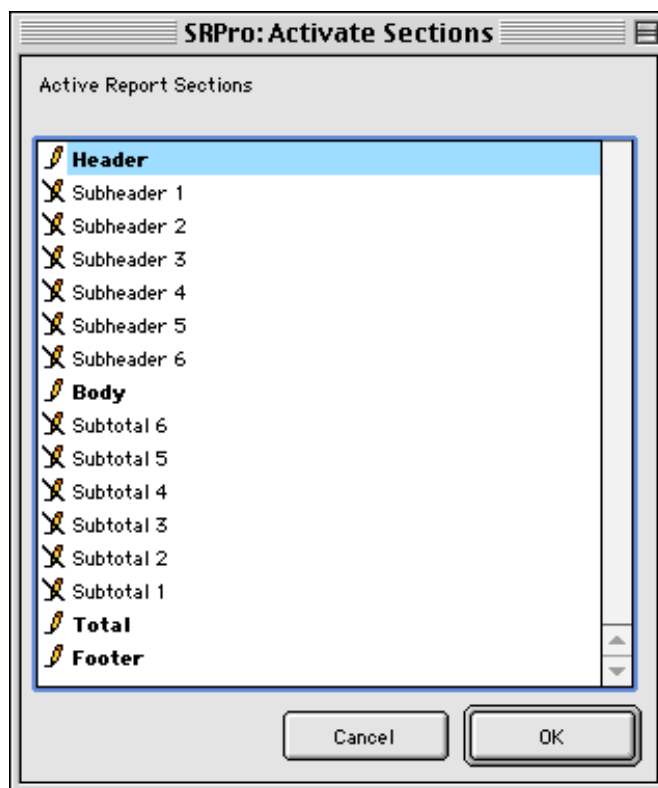 SRPro: Activate Sections
Active Report Sections
Header
Subheader 1
Subheader 2
Subheader 3
Subheader 4
Subheader 5
Subheader 6
Body
Subtotal 6
Subtotal 5
Subtotal 4
Subtotal 3
Subtotal 2
Subtotal 1
Total
Footer
Cancel OK